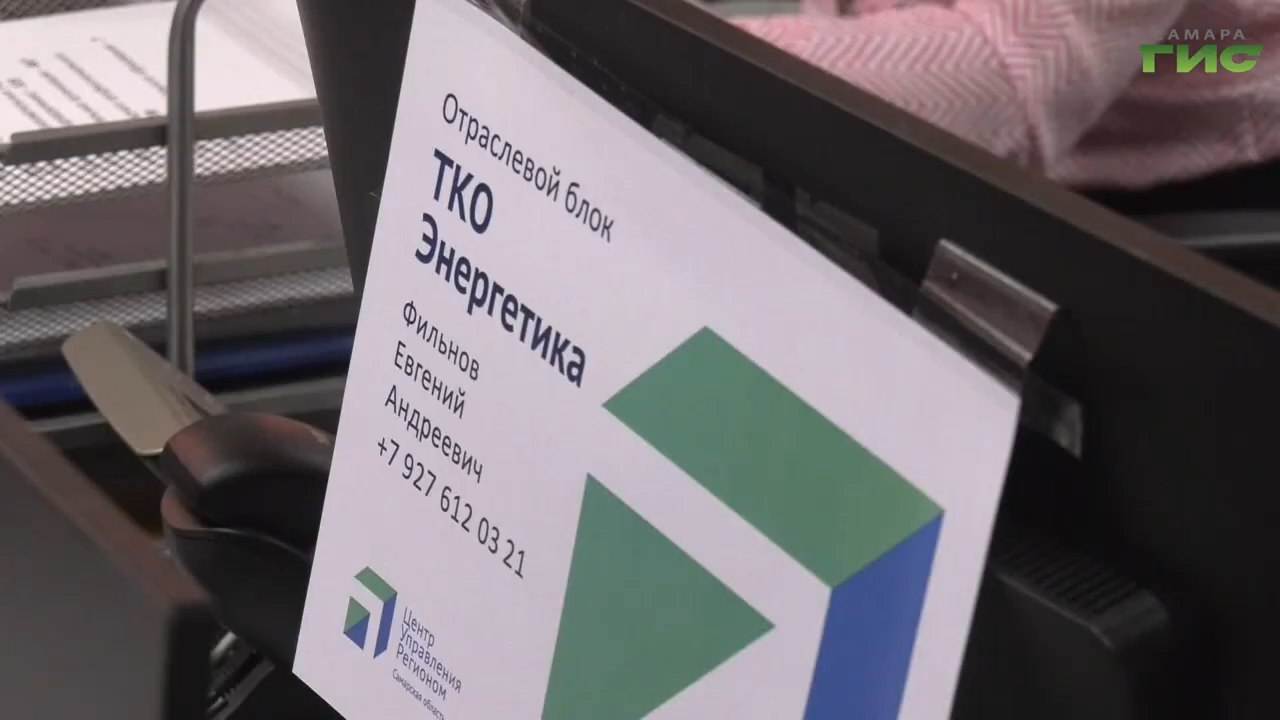 САМАРА
ГИС
Отраслевой блок
ТКО
Энергетика
Фильнов
Евгений
Андреевич
+7 927 612 03 21
Центр
Управления
Регионом
Самарская область